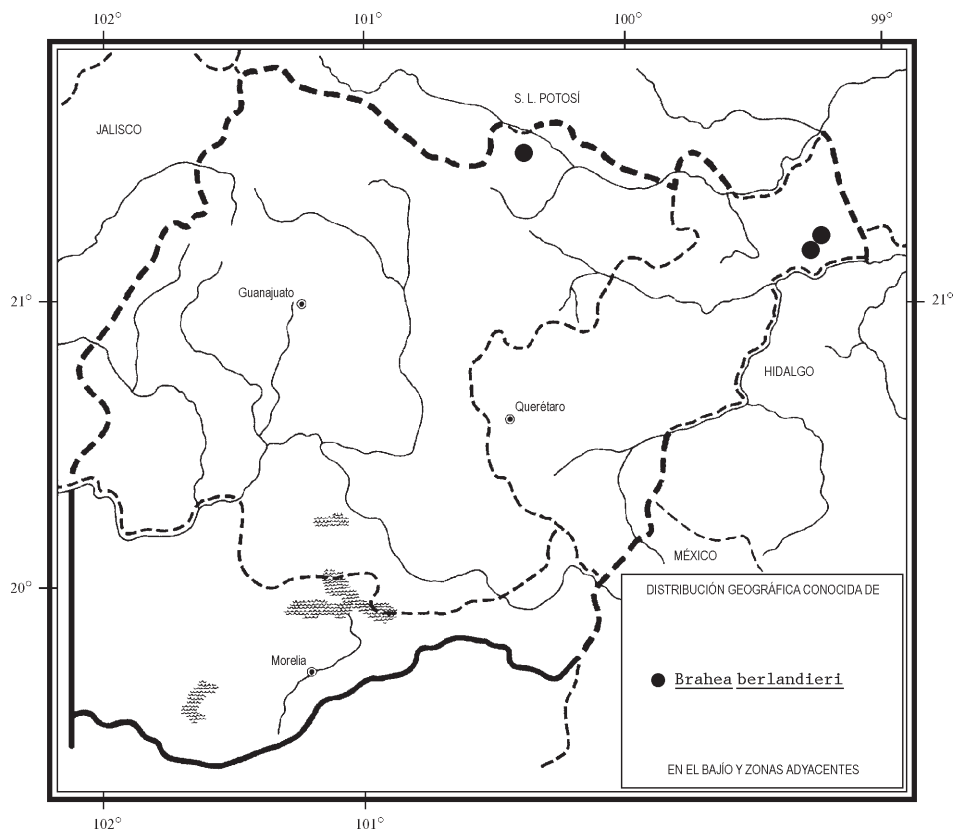 102° 101° 100° 99°
S. L. POTOSÍ
JALISCO
Guanajuato
21° 21°
HIDALGO
Querétaro
MÉXICO
20°
DISTRIBUCIÓN GEOGRÁFICA CONOCIDA DE
Morelia
Brahea berlandieri
EN EL BAJÍO Y ZONAS ADYACENTES
102° 101°